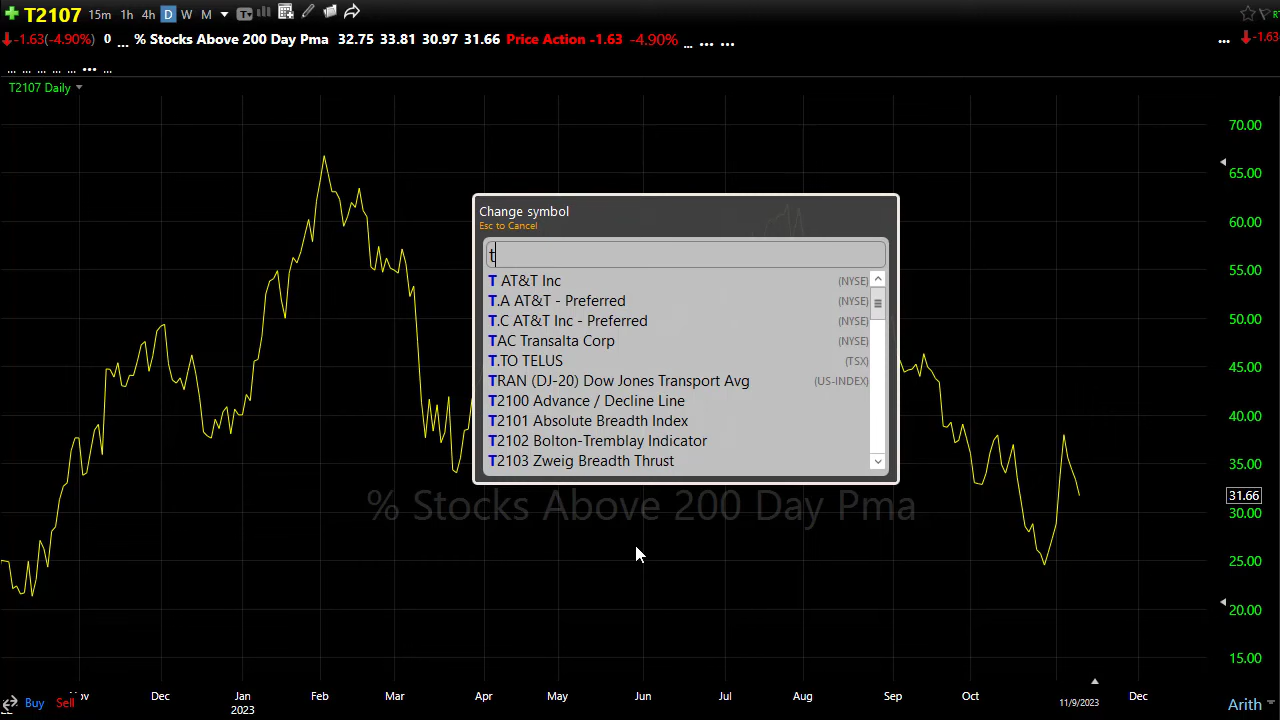 T2107 15m 1h 4h D W M
-1.63(-4.90%) 0 ... % Stocks Above 200 Day Pma 32.75 33.81 30.97 31.66 Price Action -1.63 -4.90% ... ... ... ... -1.63
... ... ... ... ... ... ...
T2107 Daily
Change symbol
Esc to Cancel
t
T AT&T Inc (NYSE)
T.A AT&T - Preferred (NYSE)
T.C AT&T Inc - Preferred (NYSE)
TAC Transalta Corp (NYSE)
T.TO TELUS (TSX)
TRAN (DJ-20) Dow Jones Transport Avg (US-INDEX)
T2100 Advance / Decline Line
T2101 Absolute Breadth Index
T2102 Bolton-Tremblay Indicator
T2103 Zweig Breadth Thrust
% Stocks Above 200 Day Pma
70.00
65.00
60.00
55.00
50.00
45.00
40.00
35.00
31.66
30.00
25.00
20.00
15.00
Dec Jan Feb Mar Apr May Jun Jul Aug Sep Oct Dec
2023 11/9/2023
Buy Sell Arith